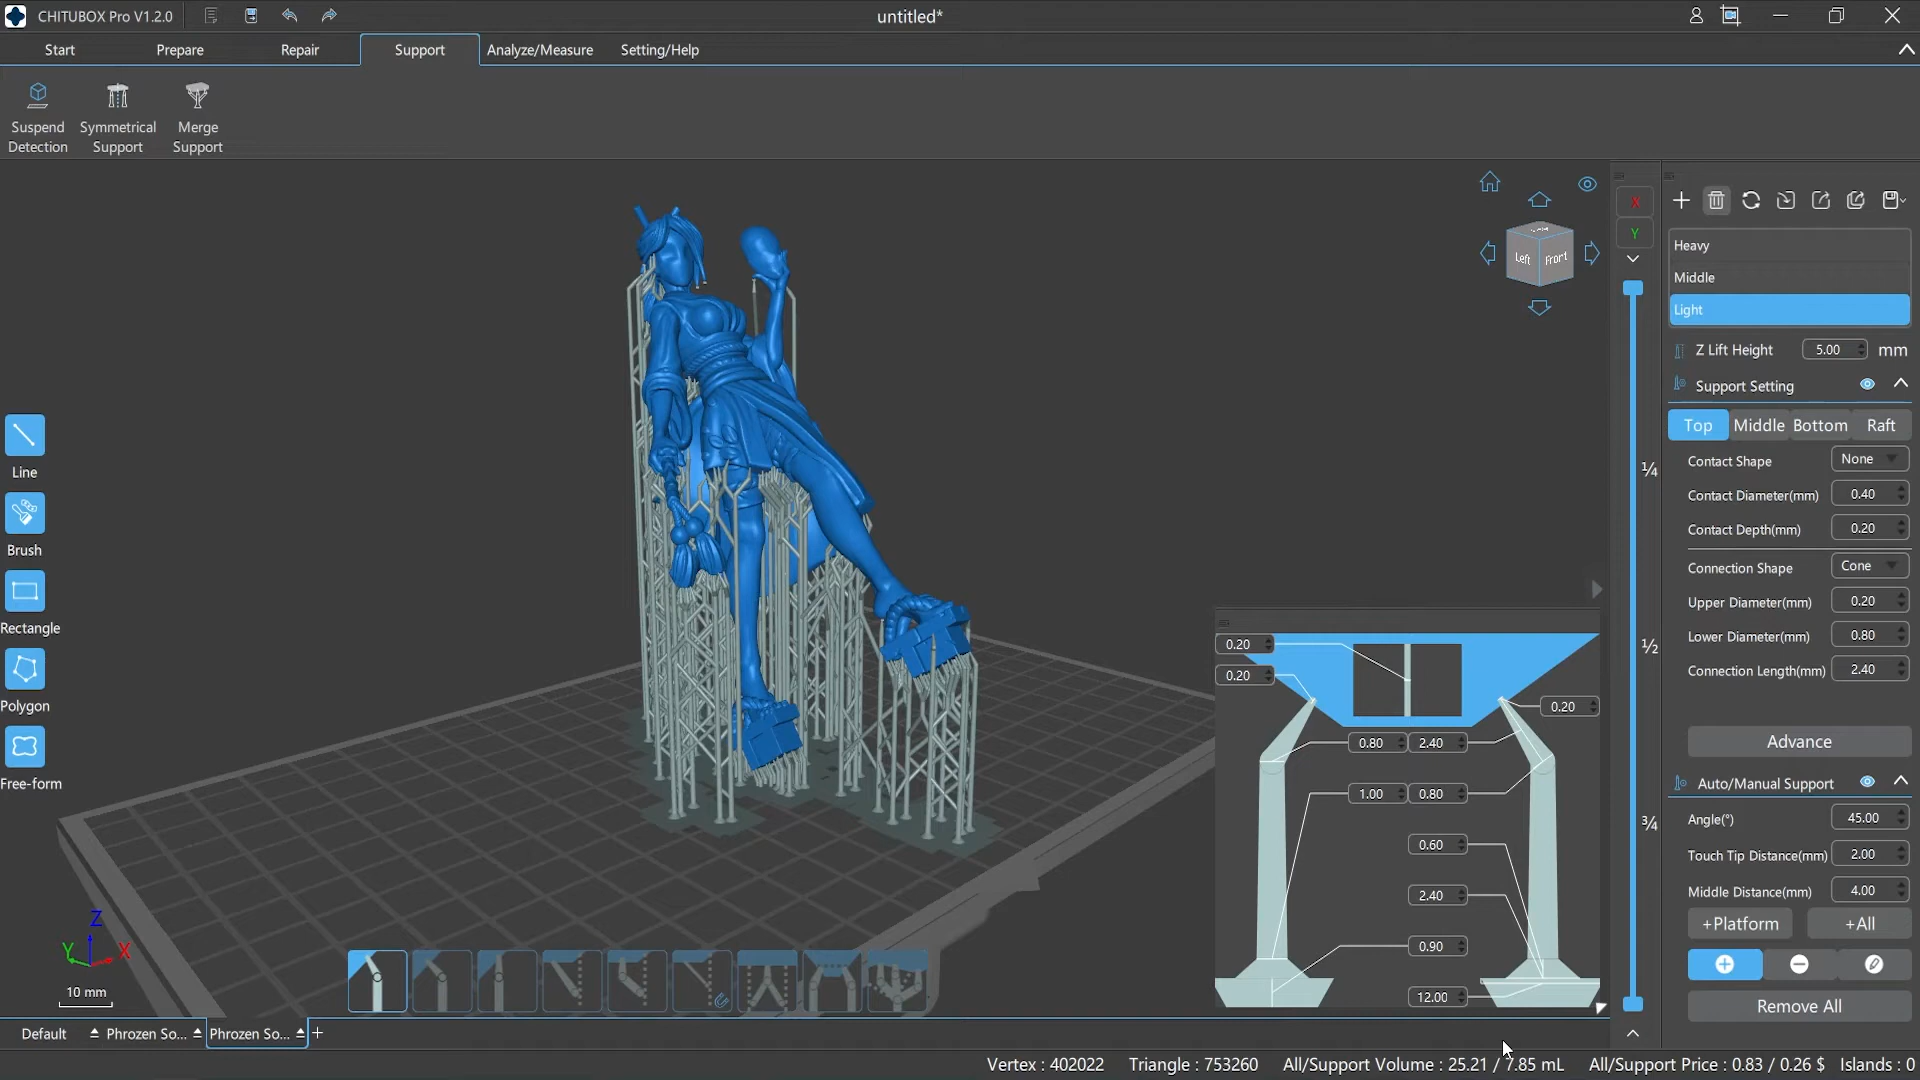 CHITUBOX Pro V1.2.0
untitled*
Start Prepare Repair Support Analyze/Measure Setting/Help
Suspend Detection
Symmetrical Support
Merge Support
Line
Brush
Rectangle
Polygon
Free-form
Left Front
X
Y
1/4
1/2
3/4
Heavy
Middle
Light
Z Lift Height 5.00 mm
Support Setting
Top Middle Bottom Raft
Contact Shape None
Contact Diameter(mm) 0.40
Contact Depth(mm) 0.20
Connection Shape Cone
Upper Diameter(mm) 0.20
Lower Diameter(mm) 0.80
Connection Length(mm) 2.40
Advance
Auto/Manual Support
Angle(°) 45.00
Touch Tip Distance(mm) 2.00
Middle Distance(mm) 4.00
+Platform +All
Remove All
0.20
0.20
0.20
0.80 2.40
1.00 0.80
0.60
2.40
0.90
12.00
Z
Y X
10 mm
Default Phrozen So... Phrozen So...
Vertex : 402022 Triangle : 753260 All/Support Volume : 25.21 / 7.85 mL All/Support Price : 0.83 / 0.26 $ Islands : 0